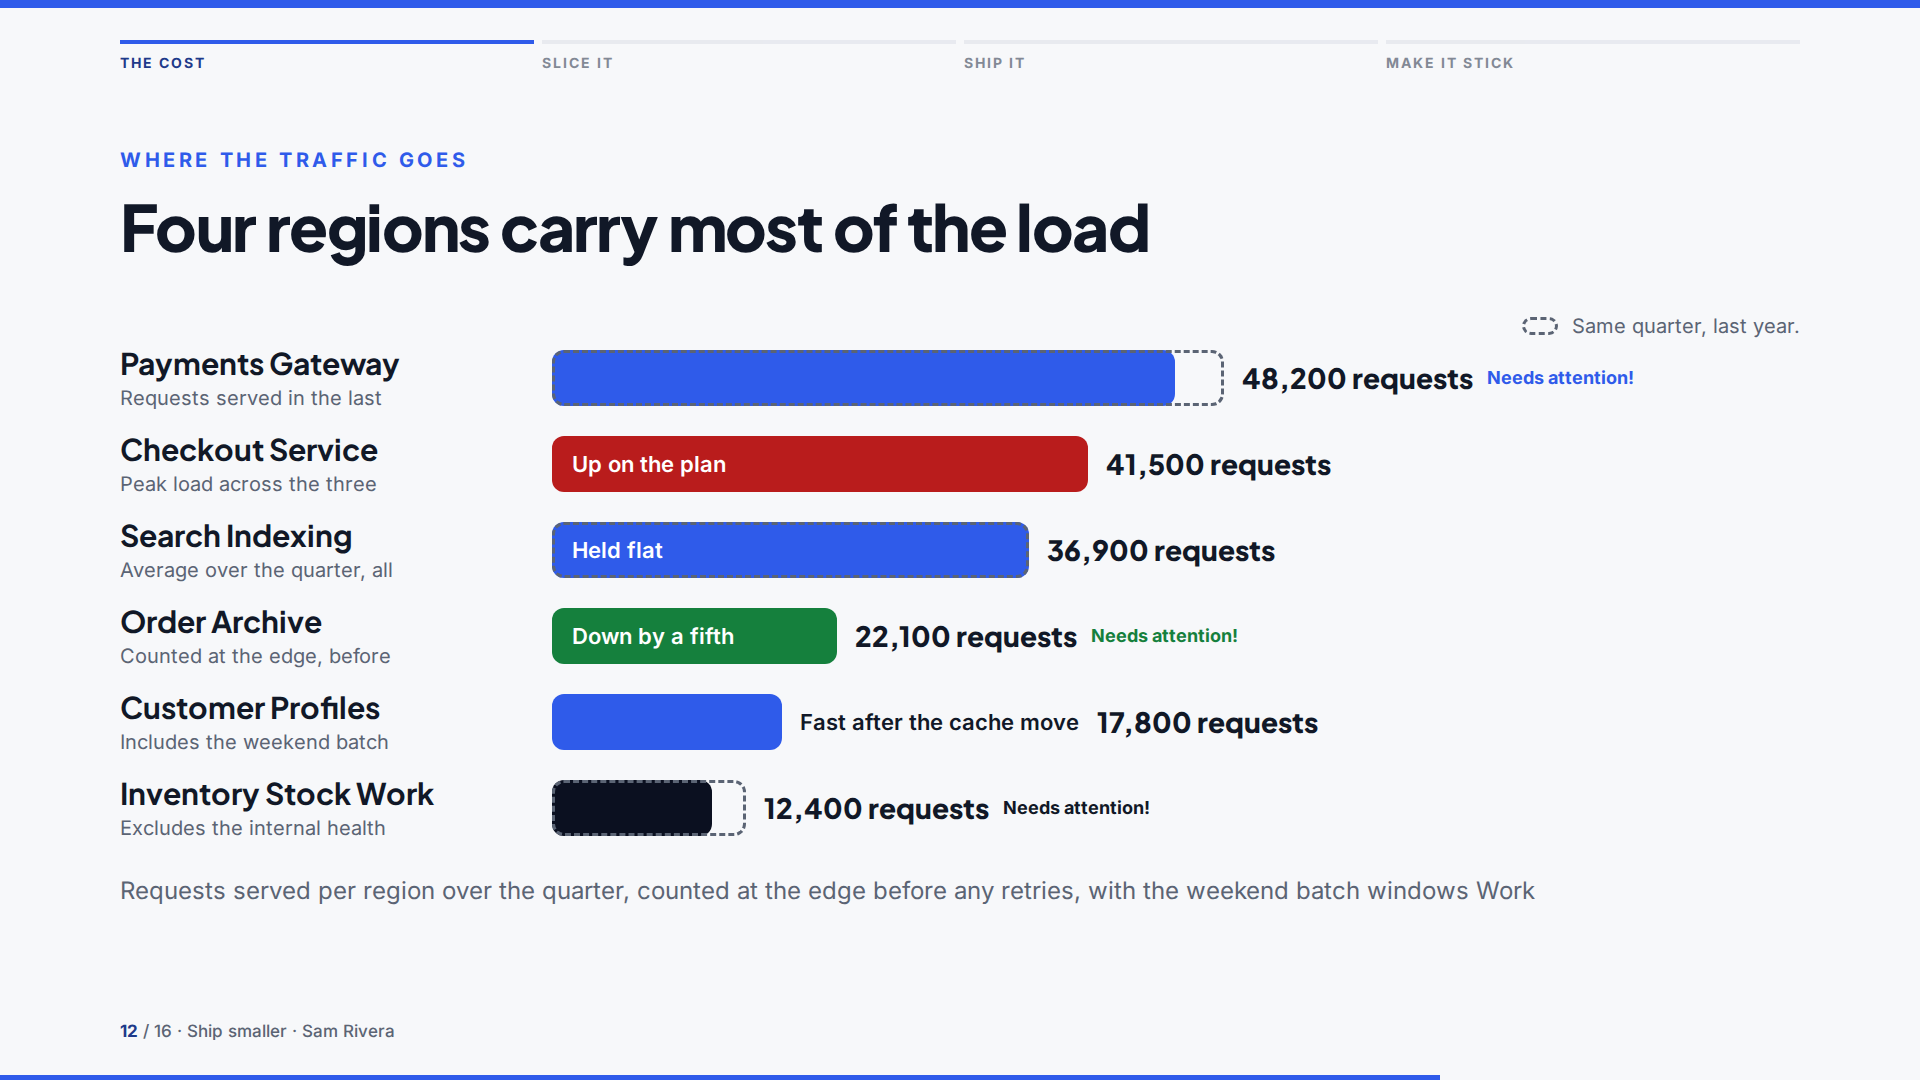 THE COST
SLICE IT
SHIP IT
MAKE IT STICK
WHERE THE TRAFFIC GOES
Four regions carry most of the load
Same quarter, last year.
Payments Gateway
Requests served in the last
48,200 requests Needs attention!
Checkout Service
Peak load across the three
Up on the plan
41,500 requests
Search Indexing
Average over the quarter, all
Held flat
36,900 requests
Order Archive
Counted at the edge, before
Down by a fifth
22,100 requests Needs attention!
Customer Profiles
Includes the weekend batch
Fast after the cache move
17,800 requests
Inventory Stock Work
Excludes the internal health
12,400 requests Needs attention!
Requests served per region over the quarter, counted at the edge before any retries, with the weekend batch windows Work
12 / 16 · Ship smaller · Sam Rivera